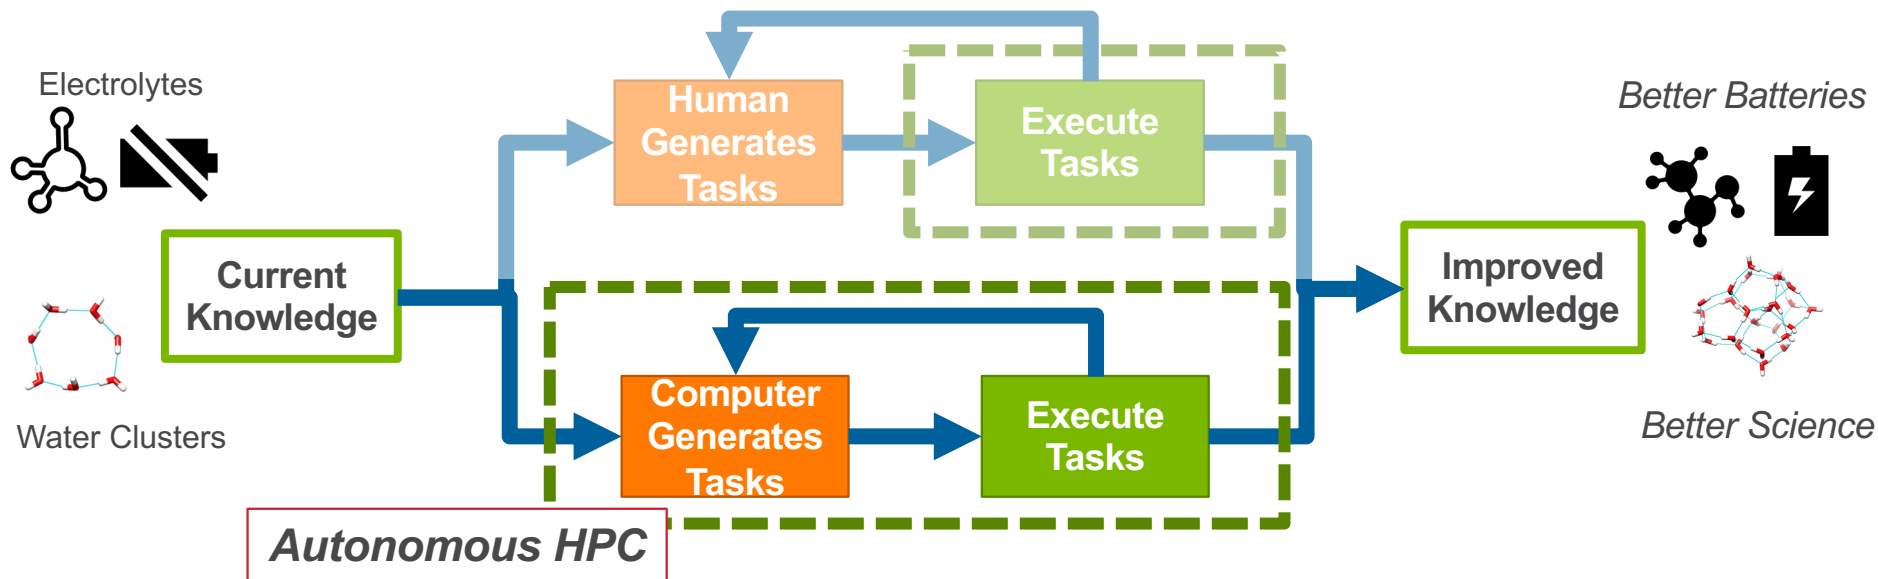 Electrolytes
Water Clusters
Current
Knowledge
Human
Generates
Tasks
Execute
Tasks
Computer
Generates
Tasks
Execute
Tasks
Autonomous HPC
Improved
Knowledge
Better Batteries
Better Science